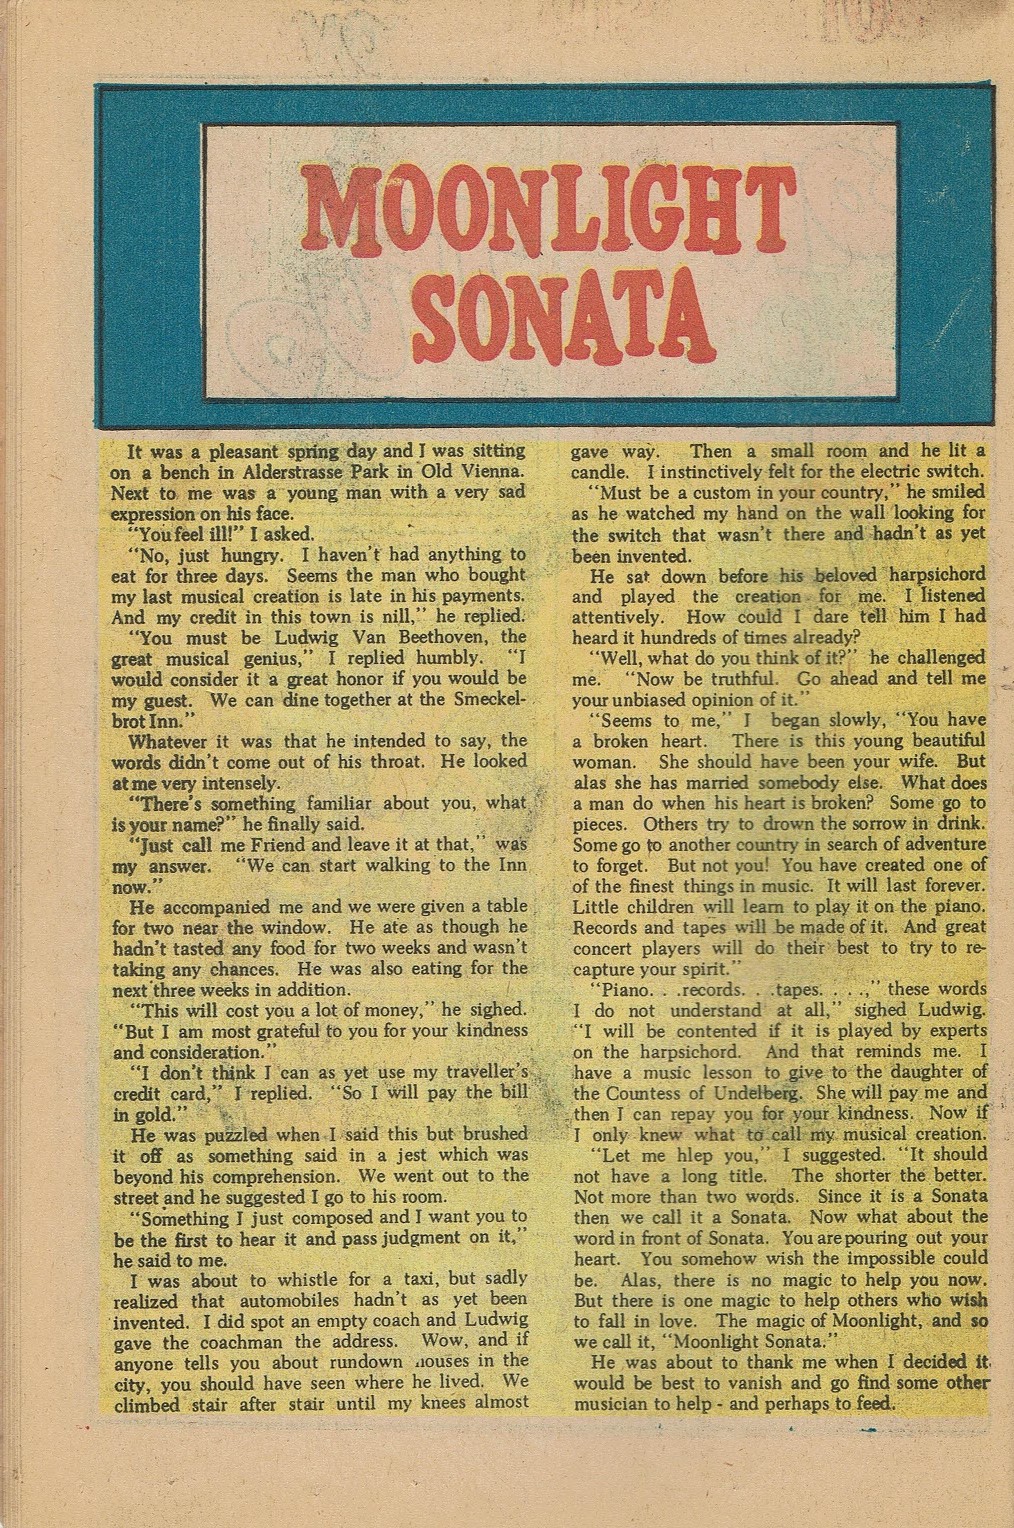 MOONLIGHT
SONATA
It was a pleasant spring day and I was sitting
on a bench in Alderstrasse Park in Old Vienna.
Next to me was a young man with a very sad
expression on his face.
"You feel ill!" I asked.
"No, just hungry. I haven't had anything to
eat for three days. Seems the man who bought
my last musical creation is late in his payments.
And my credit in this town is nill," he replied.
"You must be Ludwig Van Beethoven, the
great musical genius," I replied humbly. "I
would consider it a great honor if you would be
my guest. We can dine together at the Smeckel-
brot Inn."
Whatever it was that he intended to say, the
words didn't come out of his throat. He looked
at me very intensely.
"There's something familiar about you, what
is your name?" he finally said.
"Just call me Friend and leave it at that," was
my answer. "We can start walking to the Inn
now."
He accompanied me and we were given a table
for two near the window. He ate as though he
hadn't tasted any food for two weeks and wasn't
taking any chances. He was also eating for the
next three weeks in addition.
"This will cost you a lot of money," he sighed.
"But I am most grateful to you for your kindness
and consideration."
"I don't think I can as yet use my traveller's
credit card," I replied. "So I will pay the bill
in gold."
He was puzzled when I said this but brushed
it off as something said in a jest which was
beyond his comprehension. We went out to the
street and he suggested I go to his room.
"Something I just composed and I want you to
be the first to hear it and pass judgment on it,"
he said to me.
I was about to whistle for a taxi, but sadly
realized that automobiles hadn't as yet been
invented. I did spot an empty coach and Ludwig
gave the coachman the address. Wow, and if
anyone tells you about rundown houses in the
city, you should have seen where he lived. We
climbed stair after stair until my knees almost
gave way. Then a small room and he lit a
candle. I instinctively felt for the electric switch.
"Must be a custom in your country," he smiled
as he watched my hand on the wall looking for
the switch that wasn't there and hadn't as yet
been invented.
He sat down before his beloved harpsichord
and played the creation for me. I listened
attentively. How could I dare tell him I had
heard it hundreds of times already?
"Well, what do you think of it?" he challenged
me. "Now be truthful. Go ahead and tell me
your unbiased opinion of it."
"Seems to me," I began slowly, "You have
a broken heart. There is this young beautiful
woman. She should have been your wife. But
alas she has married somebody else. What does
a man do when his heart is broken? Some go to
pieces. Others try to drown the sorrow in drink.
Some go to another country in search of adventure
to forget. But not you! You have created one of
of the finest things in music. It will last forever.
Little children will learn to play it on the piano.
Records and tapes will be made of it. And great
concert players will do their best to try to re-
capture your spirit."
"Piano. . .records. . .tapes. . . .," these words
I do not understand at all," sighed Ludwig.
"I will be contented if it is played by experts
on the harpsichord. And that reminds me. I
have a music lesson to give to the daughter of
the Countess of Undelberg. She will pay me and
then I can repay you for your kindness. Now if
I only knew what to call my musical creation.
"Let me hlep you," I suggested. "It should
not have a long title. The shorter the better.
Not more than two words. Since it is a Sonata
then we call it a Sonata. Now what about the
word in front of Sonata. You are pouring out your
heart. You somehow wish the impossible could
be. Alas, there is no magic to help you now.
But there is one magic to help others who wish
to fall in love. The magic of Moonlight, and so
we call it, "Moonlight Sonata."
He was about to thank me when I decided it
would be best to vanish and go find some other
musician to help - and perhaps to feed.